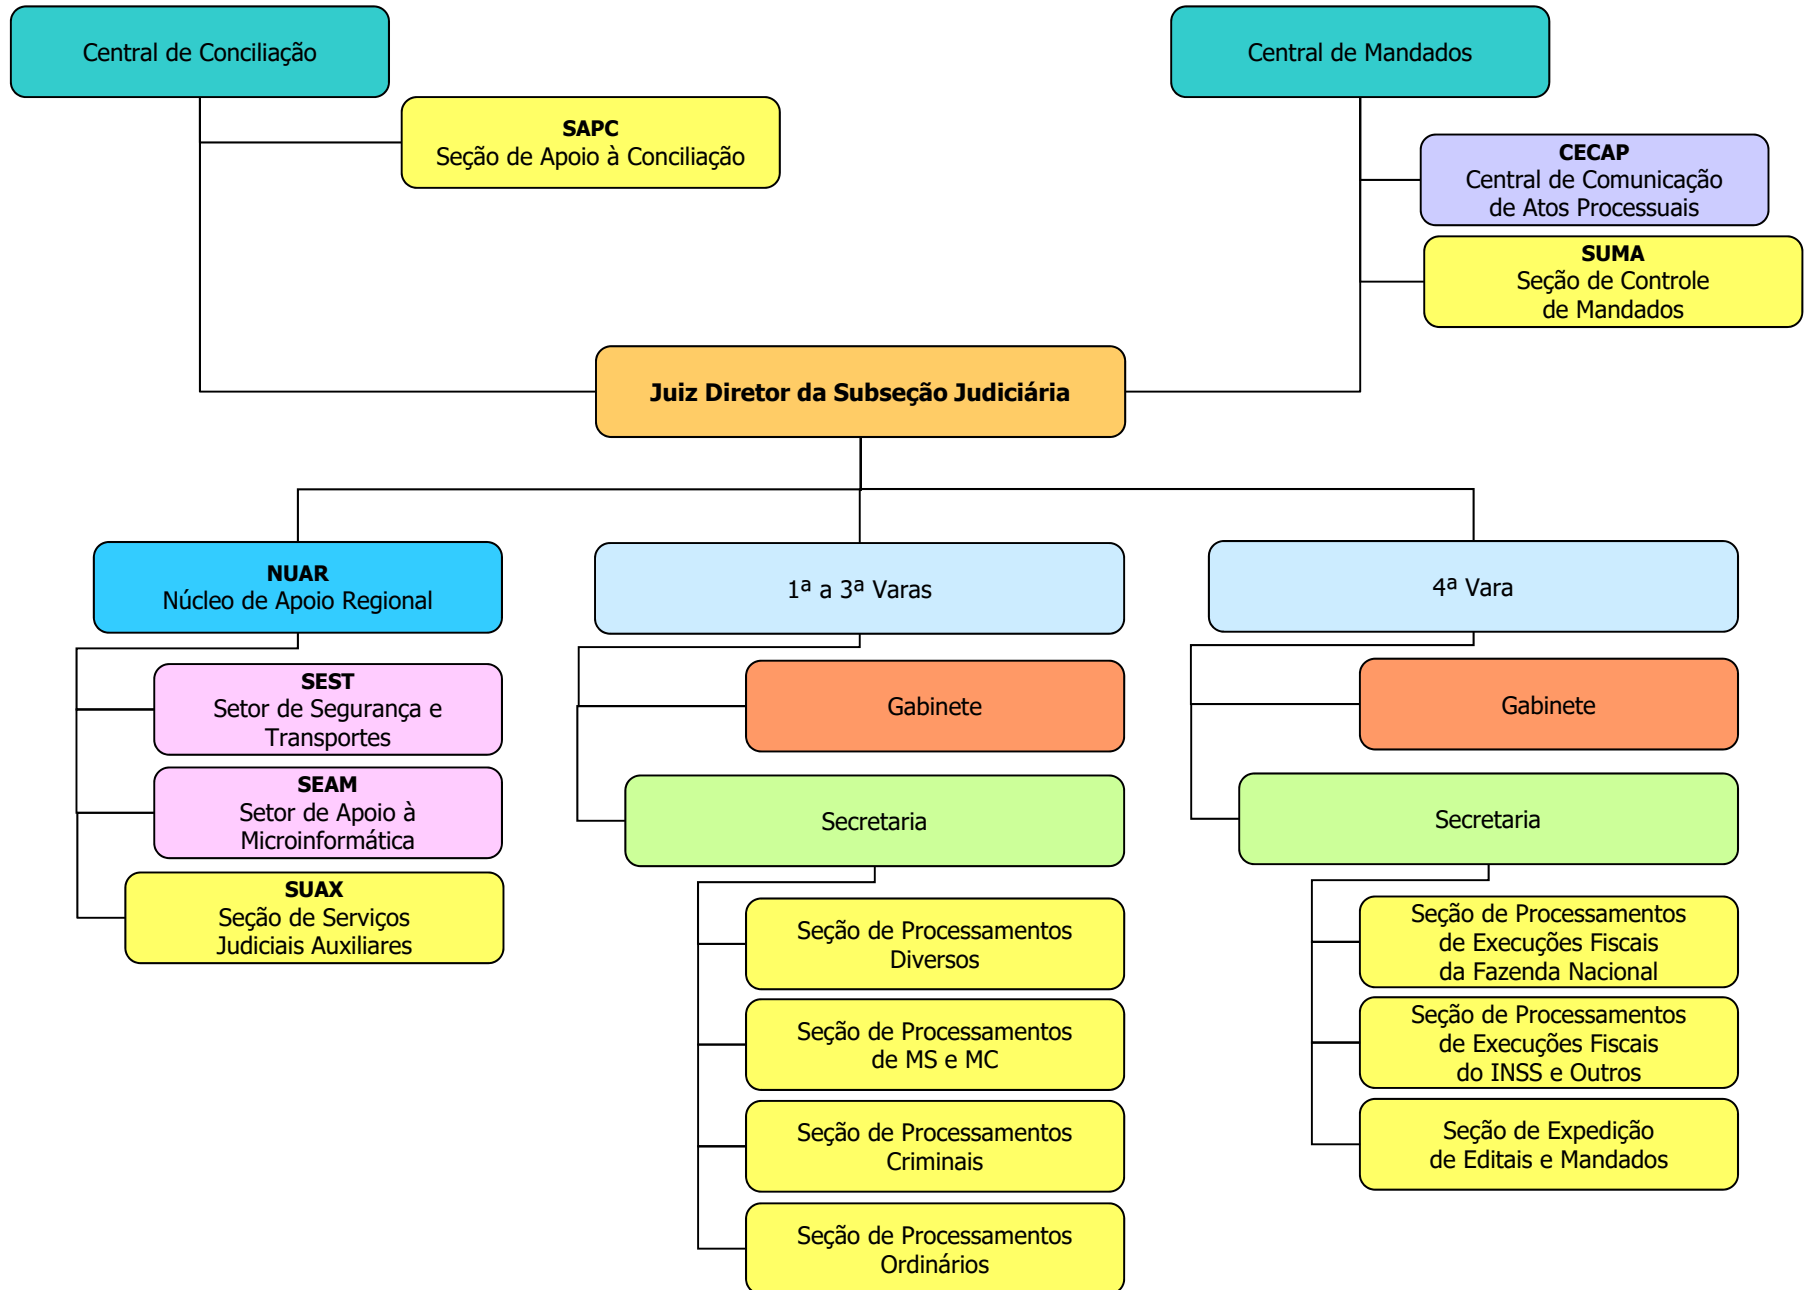 Central de Conciliação
Central de Mandados
SAPC
Seção de Apoio à Conciliação
CECAP
Central de Comunicação
de Atos Processuais
SUMA
Seção de Controle
de Mandados
Juiz Diretor da Subseção Judiciária
NUAR
Núcleo de Apoio Regional
SEST
Setor de Segurança e
Transportes
SEAM
Setor de Apoio à
Microinformática
SUAX
Seção de Serviços
Judiciais Auxiliares
1ª a 3ª Varas
Gabinete
Secretaria
Seção de Processamentos
Diversos
Seção de Processamentos
de MS e MC
Seção de Processamentos
Criminais
Seção de Processamentos
Ordinários
4ª Vara
Gabinete
Secretaria
Seção de Processamentos
de Execuções Fiscais
da Fazenda Nacional
Seção de Processamentos
de Execuções Fiscais
do INSS e Outros
Seção de Expedição
de Editais e Mandados